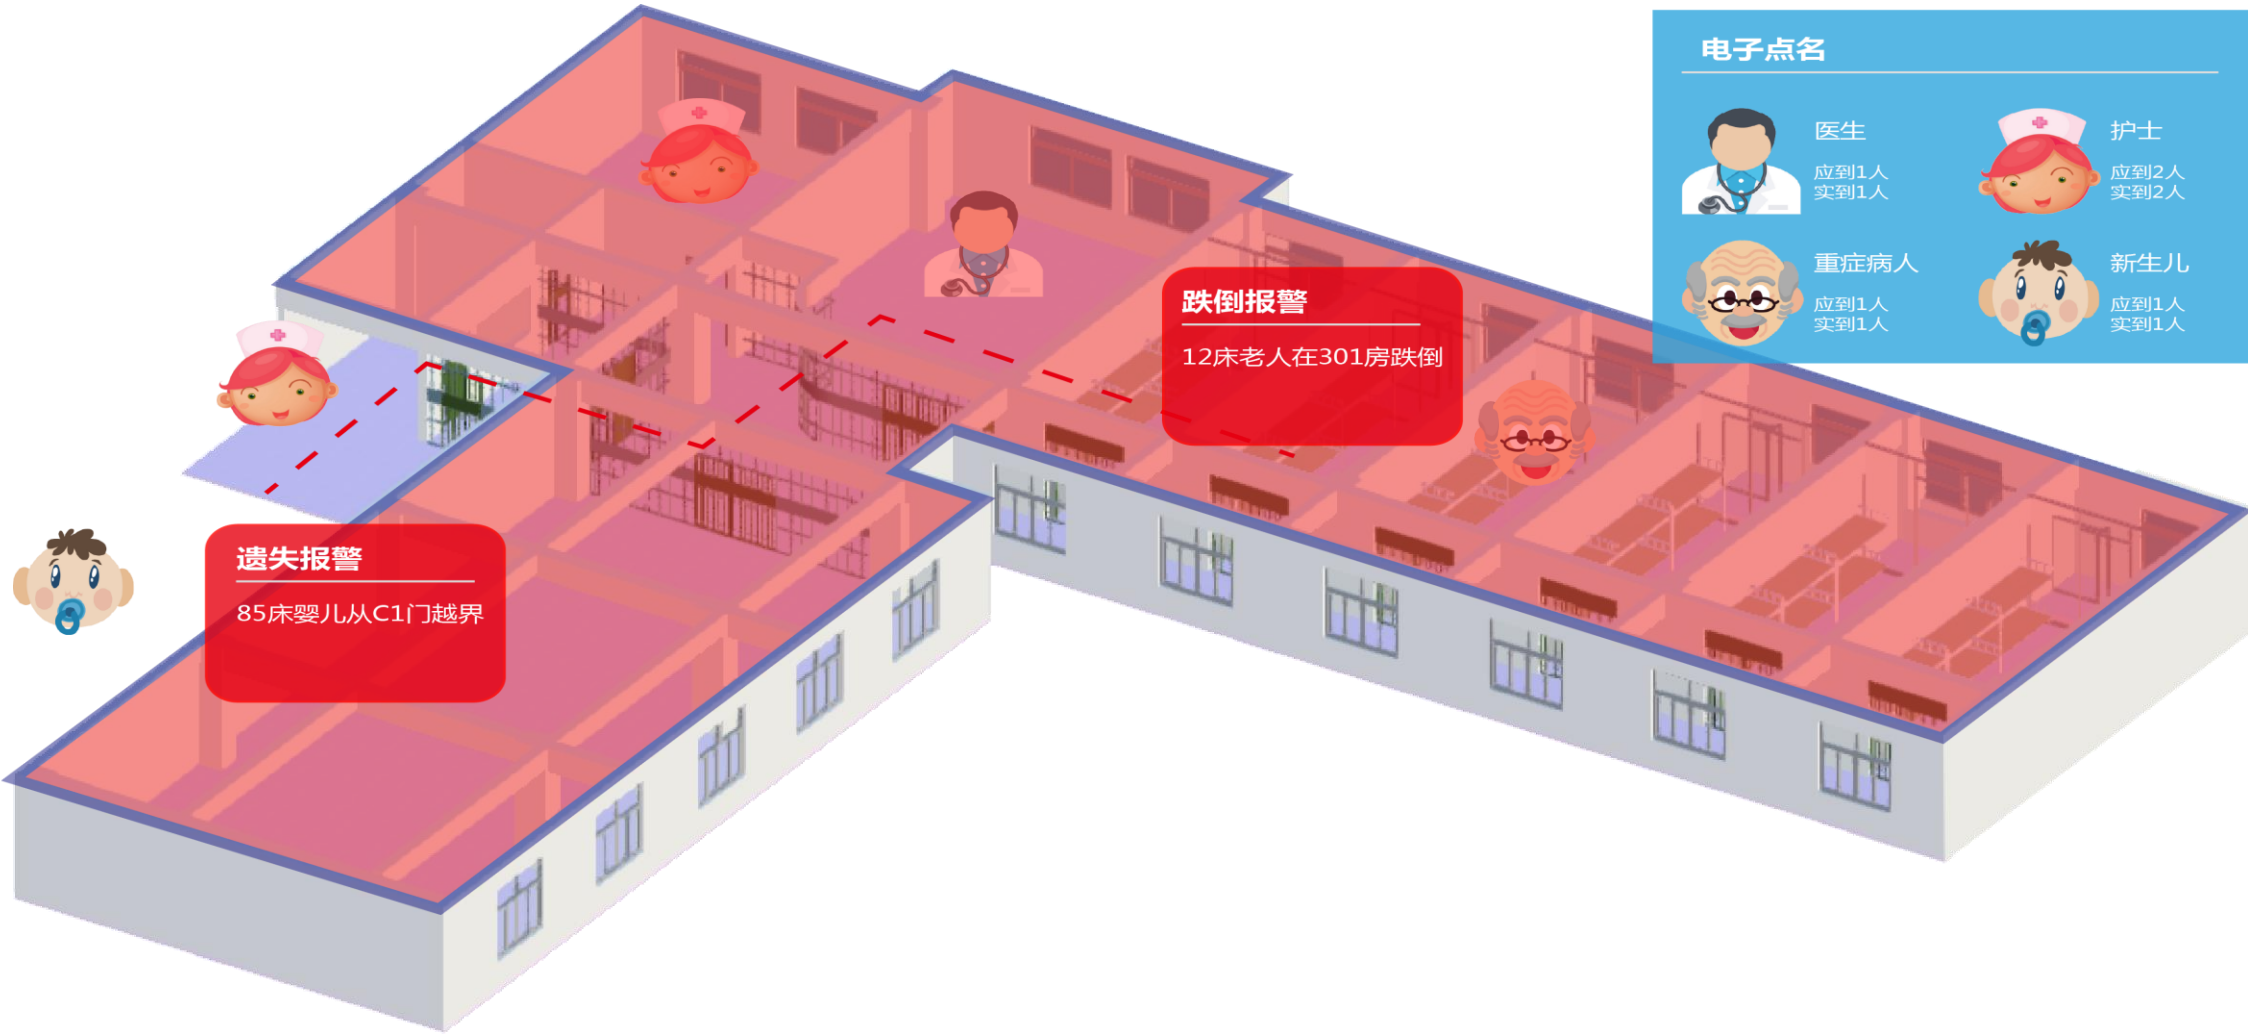 电子点名
医生
应到1人
实到1人
护士
应到2人
实到2人
重症病人
应到1人
实到1人
新生儿
应到1人
实到1人
跌倒报警
12床老人在301房跌倒
遗失报警
85床婴儿从C1门越界